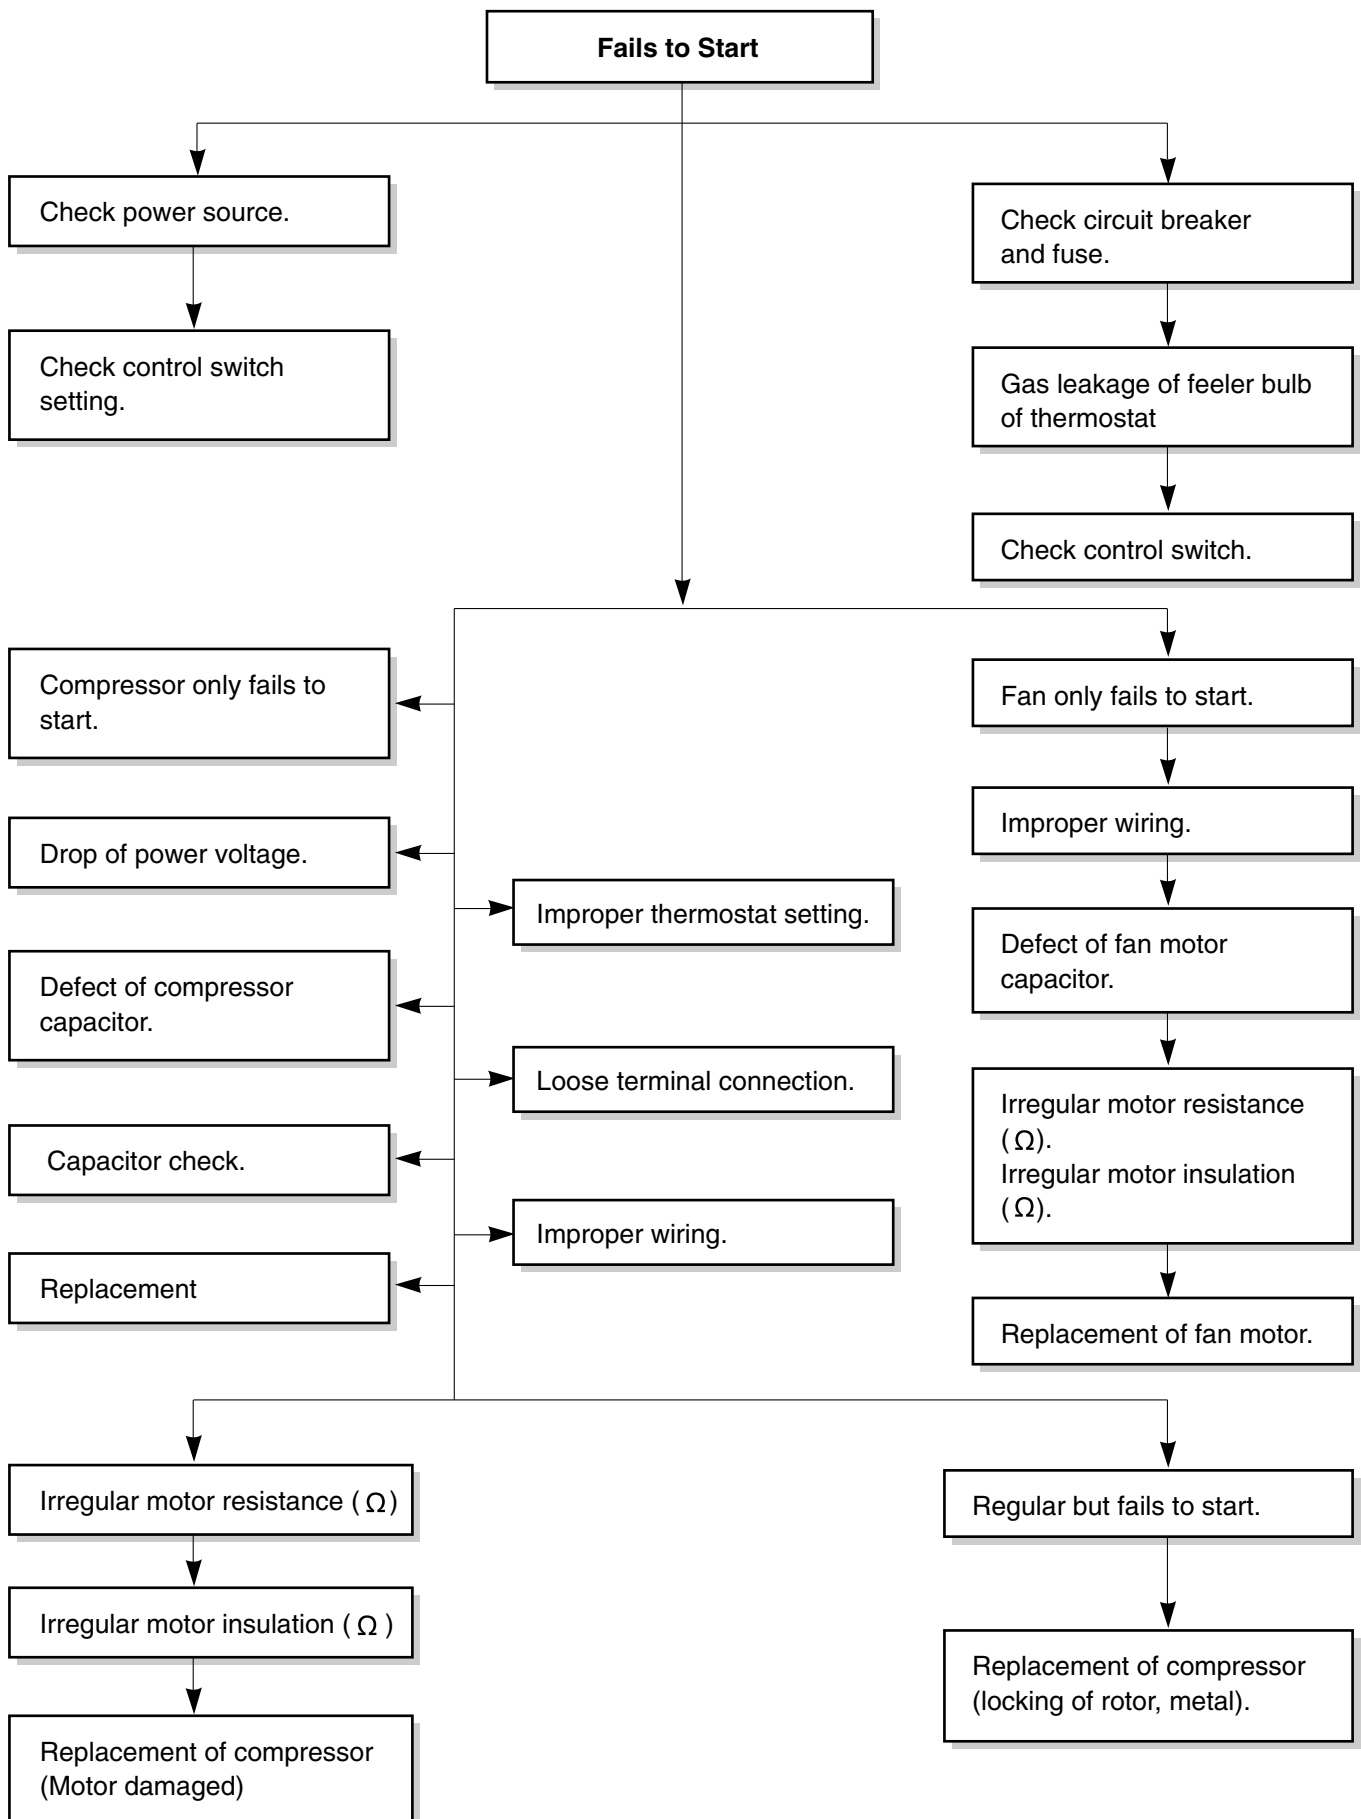 Fails to Start
Check power source.
Check control switch
setting.
Check circuit breaker
and fuse.
Gas leakage of feeler bulb
of thermostat
Check control switch.
Compressor only fails to
start.
Drop of power voltage.
Defect of compressor
capacitor.
Capacitor check.
Replacement
Improper thermostat setting.
Loose terminal connection.
Improper wiring.
Fan only fails to start.
Improper wiring.
Defect of fan motor
capacitor.
Irregular motor resistance
(Ω).
Irregular motor insulation
(Ω).
Replacement of fan motor.
Irregular motor resistance (Ω)
Irregular motor insulation (Ω )
Replacement of compressor
(Motor damaged)
Regular but fails to start.
Replacement of compressor
(locking of rotor, metal).